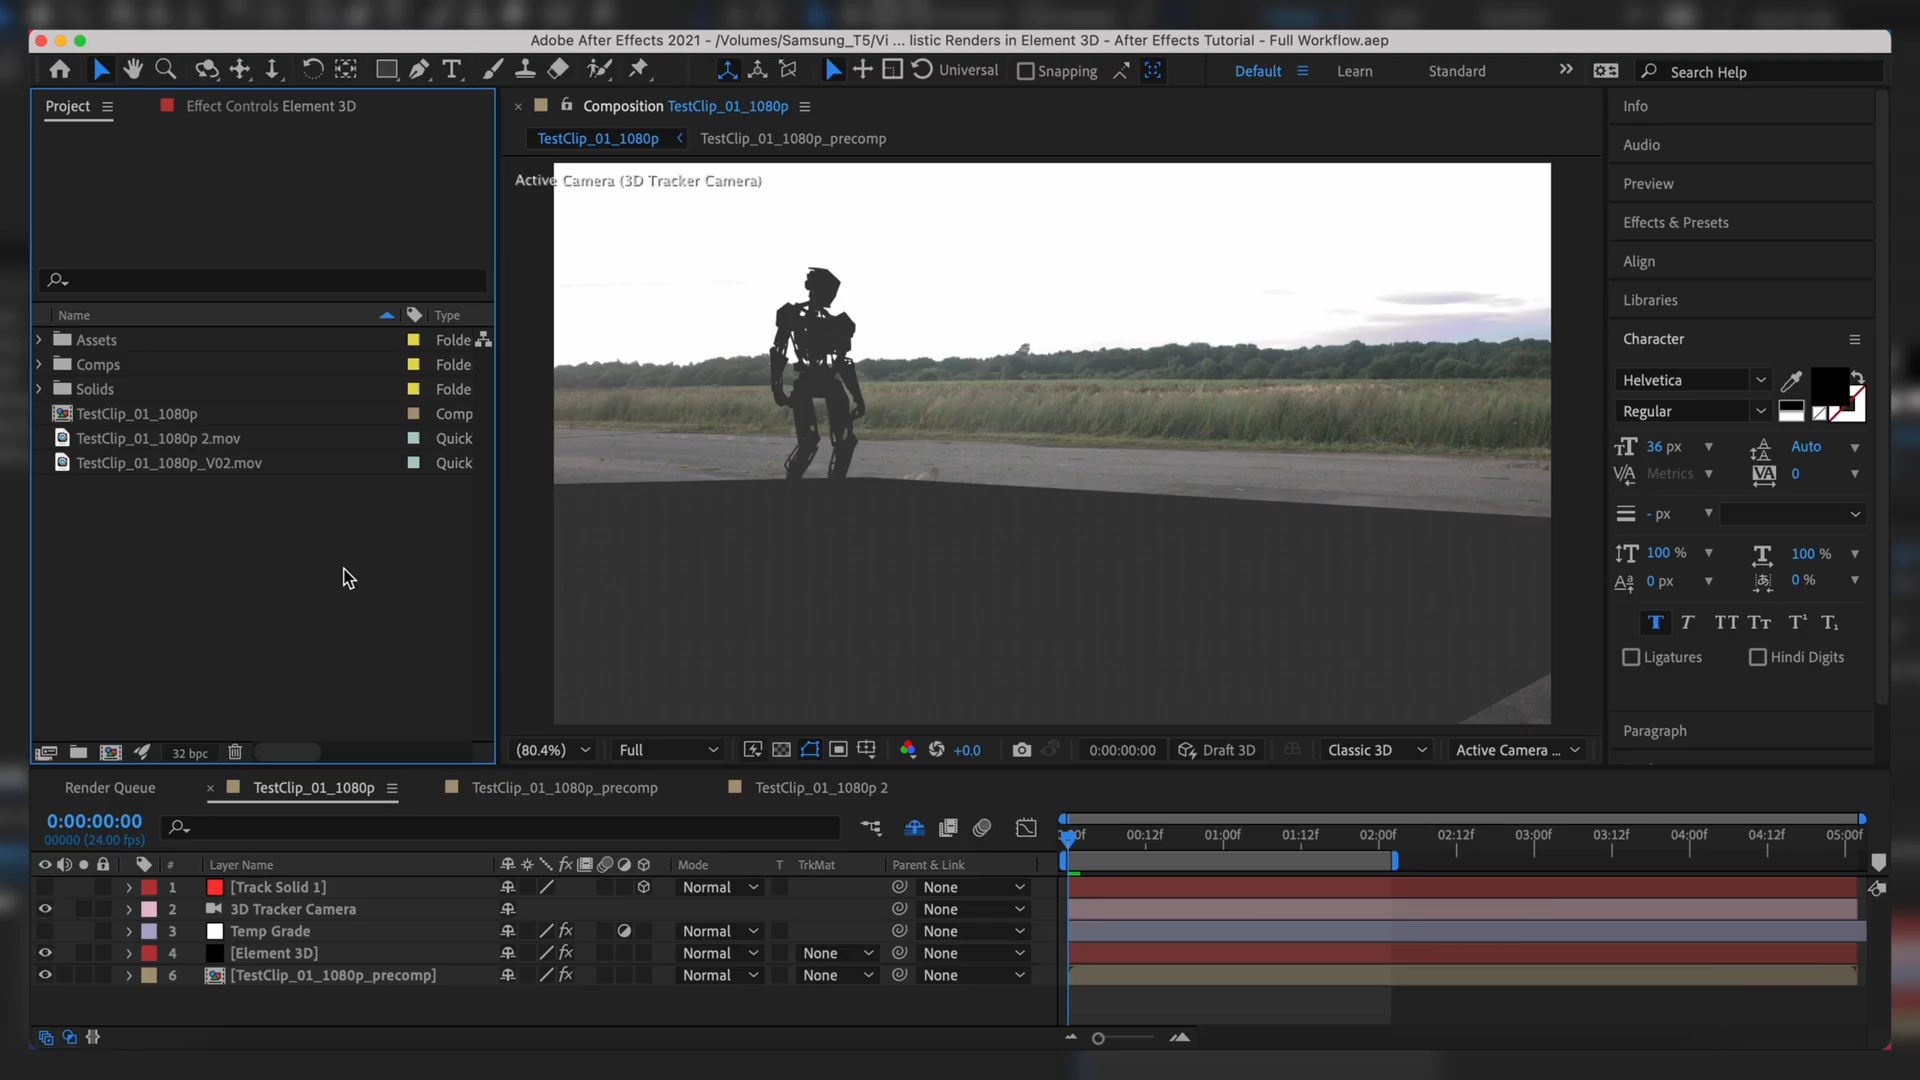 Adobe After Effects 2021 - /Volumes/Samsung_T5/Vi ... listic Renders in Element 3D - After Effects Tutorial - Full Workflow.aep
Universal
Snapping
Default
Learn
Standard
Search Help
Project
Effect Controls Element 3D
Composition TestClip_01_1080p
TestClip_01_1080p
TestClip_01_1080p_precomp
Active Camera (3D Tracker Camera)
Name
Type
Assets
Folde
Comps
Folde
Solids
Folde
TestClip_01_1080p
Comp
TestClip_01_1080p 2.mov
Quick
TestClip_01_1080p_V02.mov
Quick
32 bpc
(80.4%)
Full
+0.0
0:00:00:00
Draft 3D
Classic 3D
Active Camera ...
Info
Audio
Preview
Effects & Presets
Align
Libraries
Character
Helvetica
Regular
36 px
Auto
Metrics
0
- px
100 %
100 %
0 px
0 %
Ligatures
Hindi Digits
Paragraph
Render Queue
TestClip_01_1080p
TestClip_01_1080p_precomp
TestClip_01_1080p 2
0:00:00:00
00000 (24.00 fps)
00:12f
01:00f
01:12f
02:00f
02:12f
03:00f
03:12f
04:00f
04:12f
05:00f
# Layer Name
Mode
T TrkMat
Parent & Link
1 [Track Solid 1] Normal None
2 3D Tracker Camera None
3 Temp Grade Normal None
4 [Element 3D] Normal None None
6 [TestClip_01_1080p_precomp] Normal None None